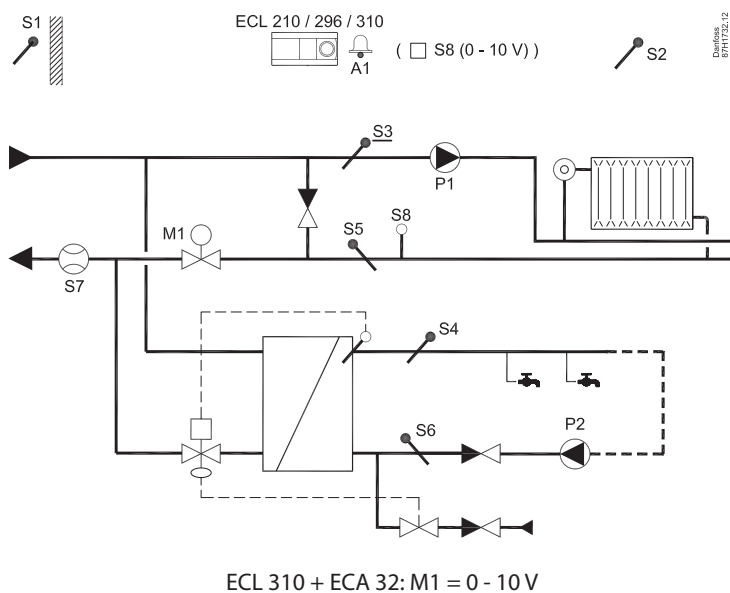 S1
ECL 210 / 296 / 310
A1
( □ S8 (0 - 10 V) )
S2
Danfoss
87H1732.12
S3
P1
M1
S5
S8
S7
S4
S6
P2
ECL 310 + ECA 32: M1 = 0 - 10 V